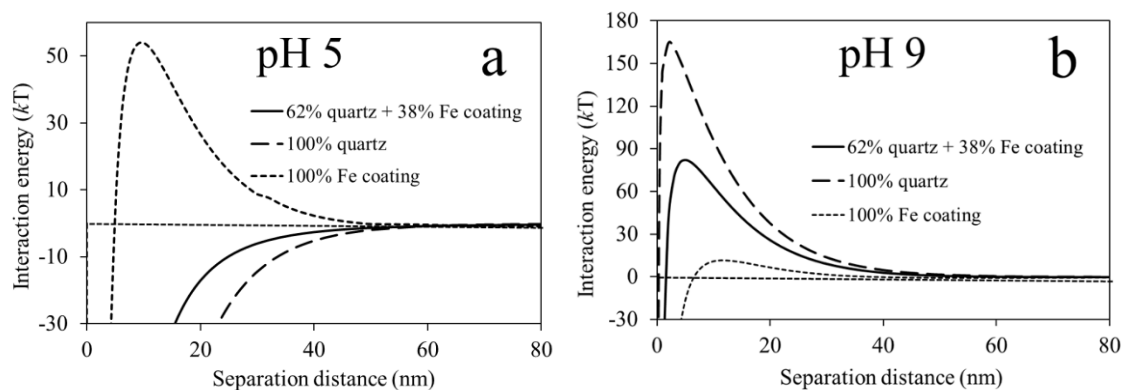 pH 5
a
Interaction energy (kT)
50
30
10
-10
-30
62% quartz + 38% Fe coating
100% quartz
100% Fe coating
0
20
40
60
80
Separation distance (nm)
pH 9
b
Interaction energy (kT)
180
150
120
90
60
30
0
-30
62% quartz + 38% Fe coating
100% quartz
100% Fe coating
0
20
40
60
80
Separation distance (nm)